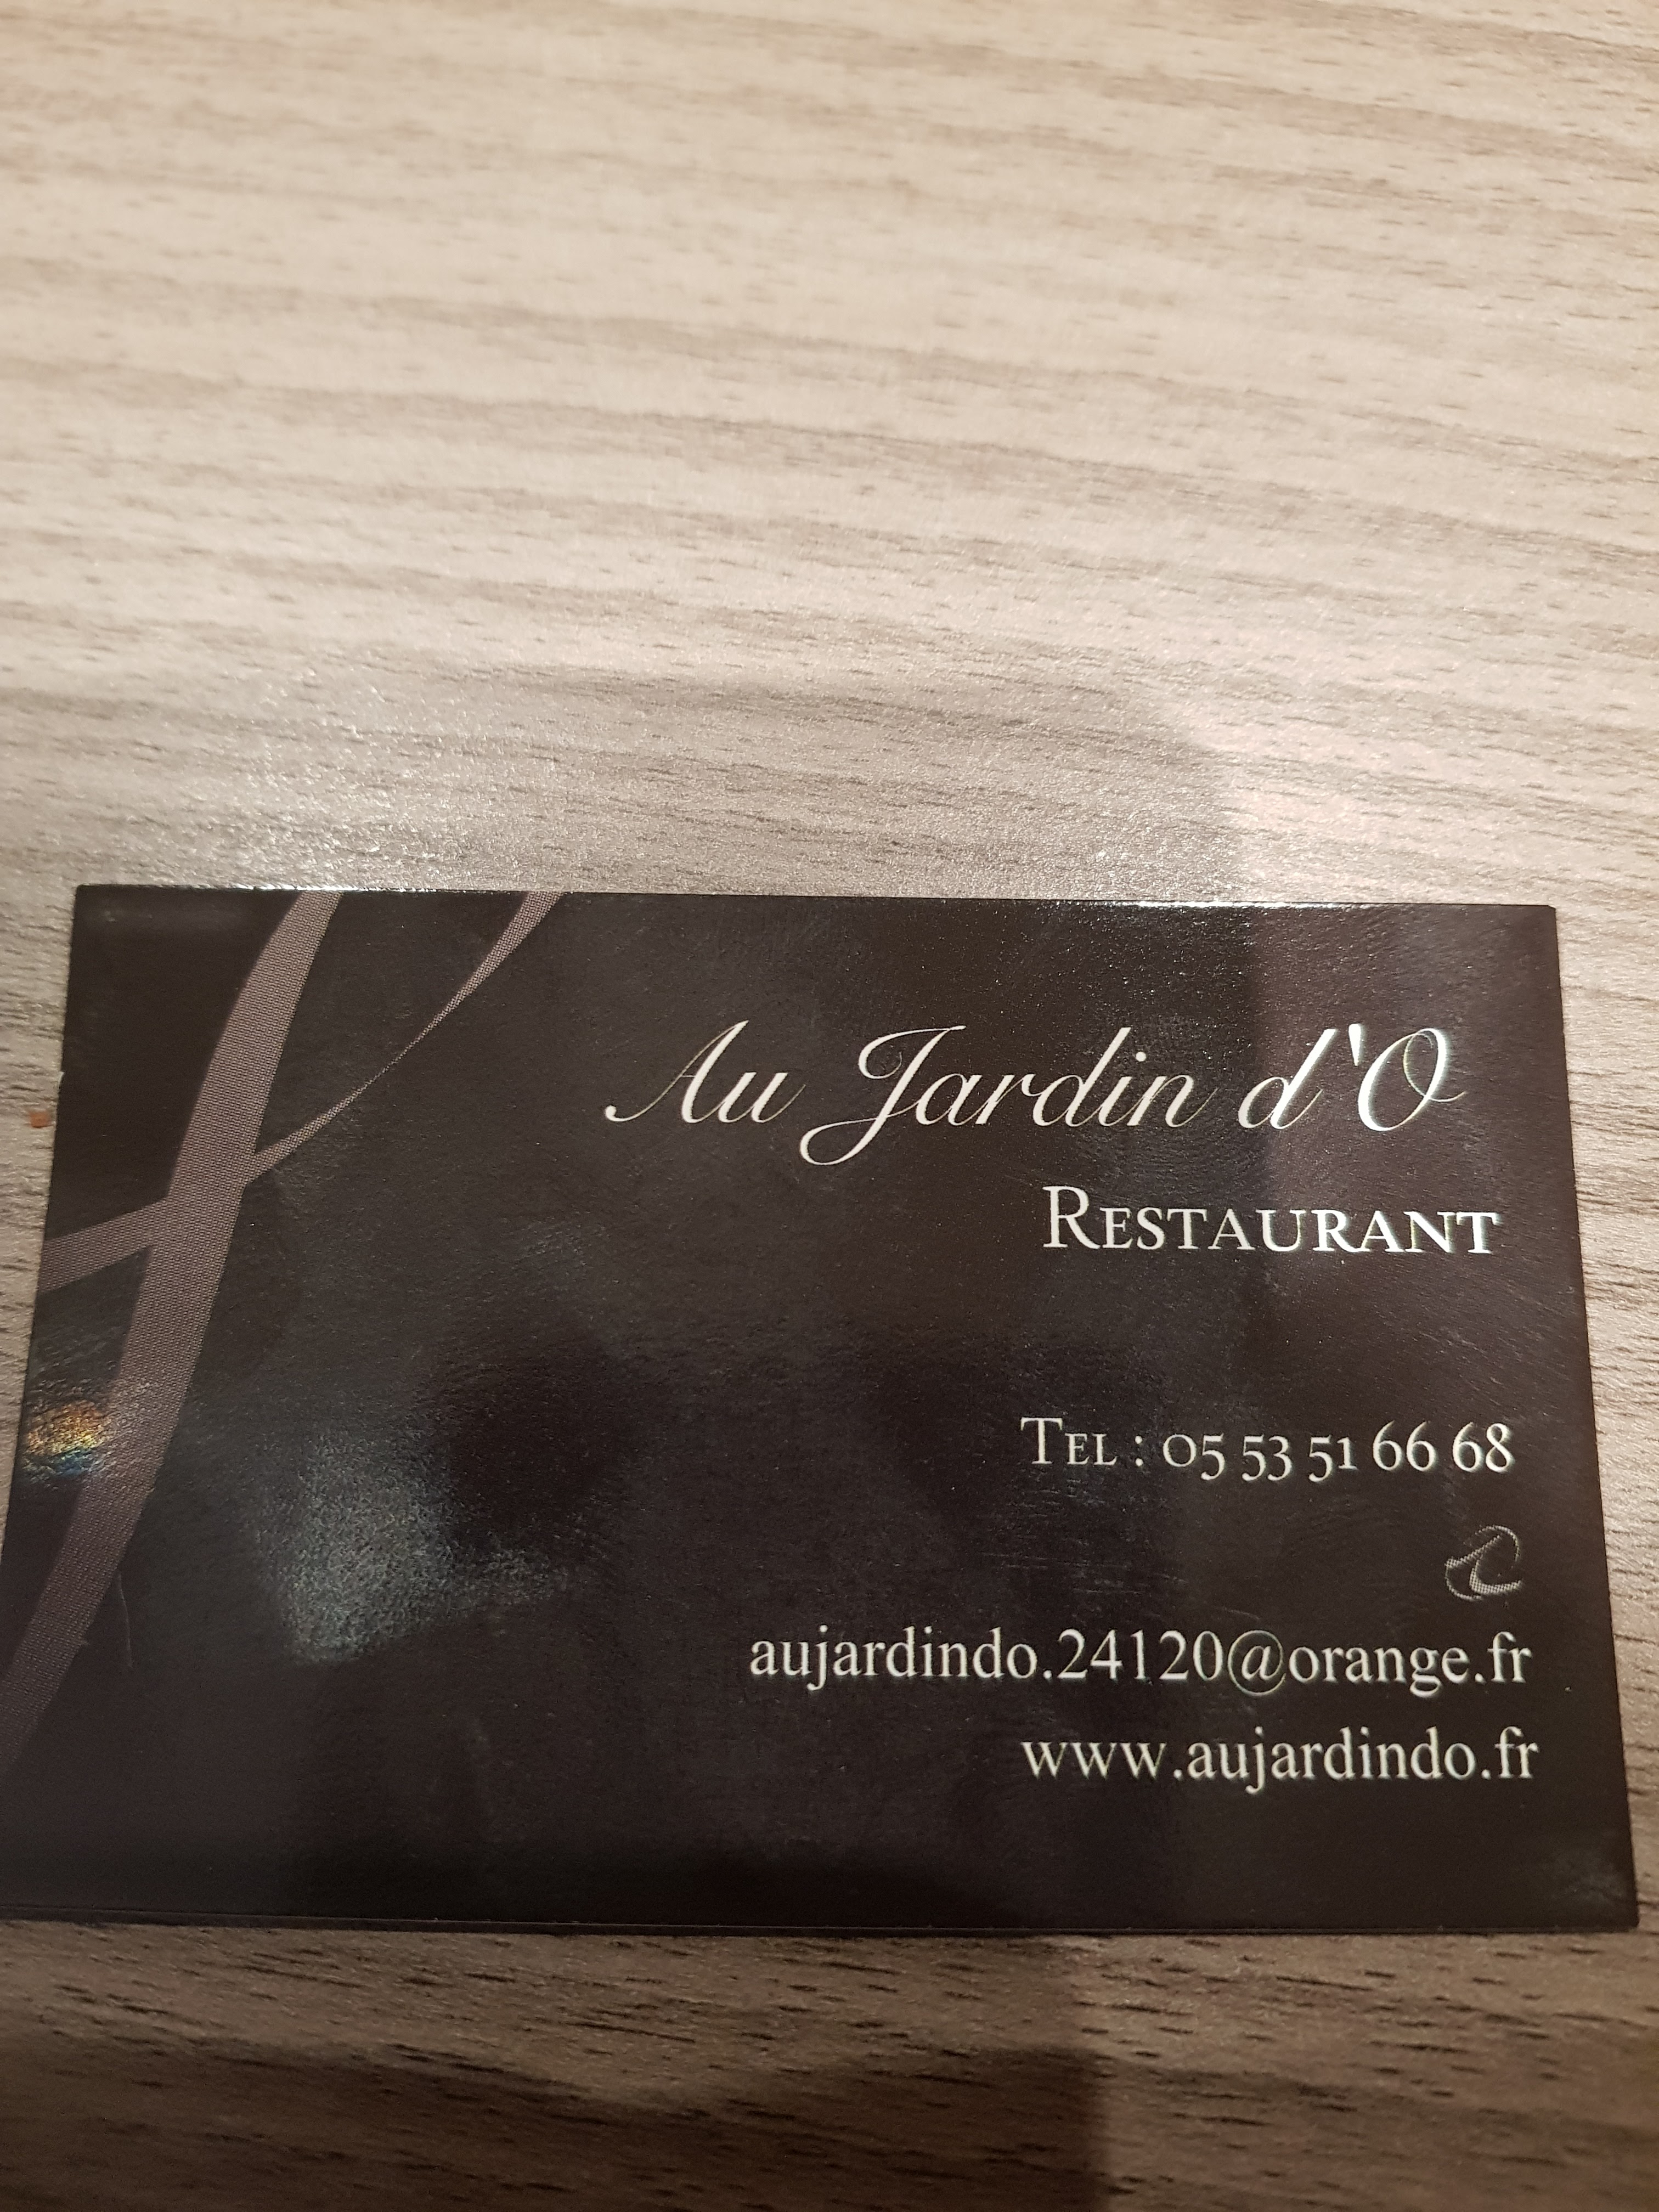 Au Jardin d'O
RESTAURANT
TEL : 05 53 51 66 68
aujardindo.24120@orange.fr
www.aujardindo.fr